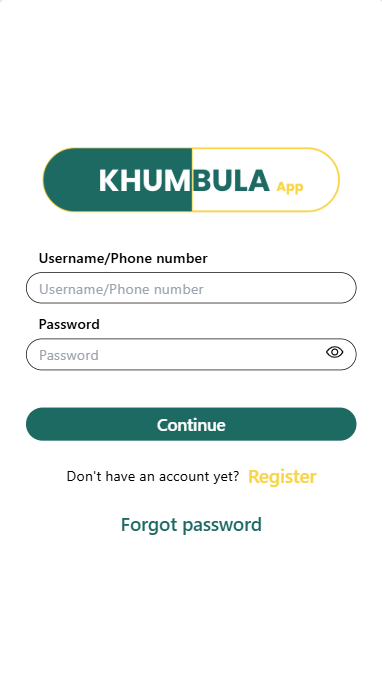 KHUMBULA App
Username/Phone number
Username/Phone number
Password
Password
Continue
Don't have an account yet? Register
Forgot password